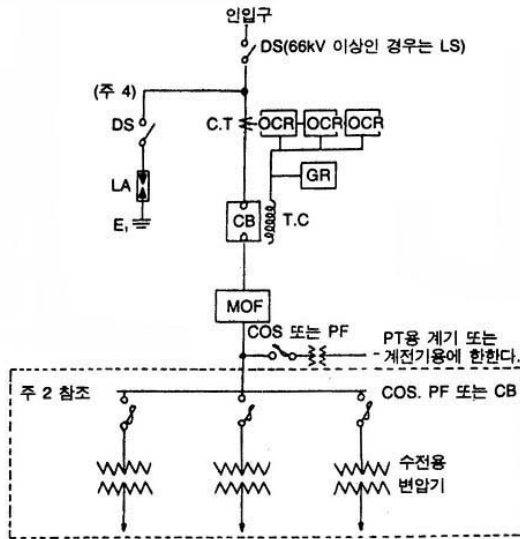 인입구
DS(66kV 이상인 경우는 LS)
(주 4)
DS
C.T
OCR
OCR
OCR
GR
LA
E₁
CB
T.C
MOF
COS 또는 PF
PT용 계기 또는
계전기용에 한한다.
주 2 참조
COS. PF 또는 CB
수전용
변압기